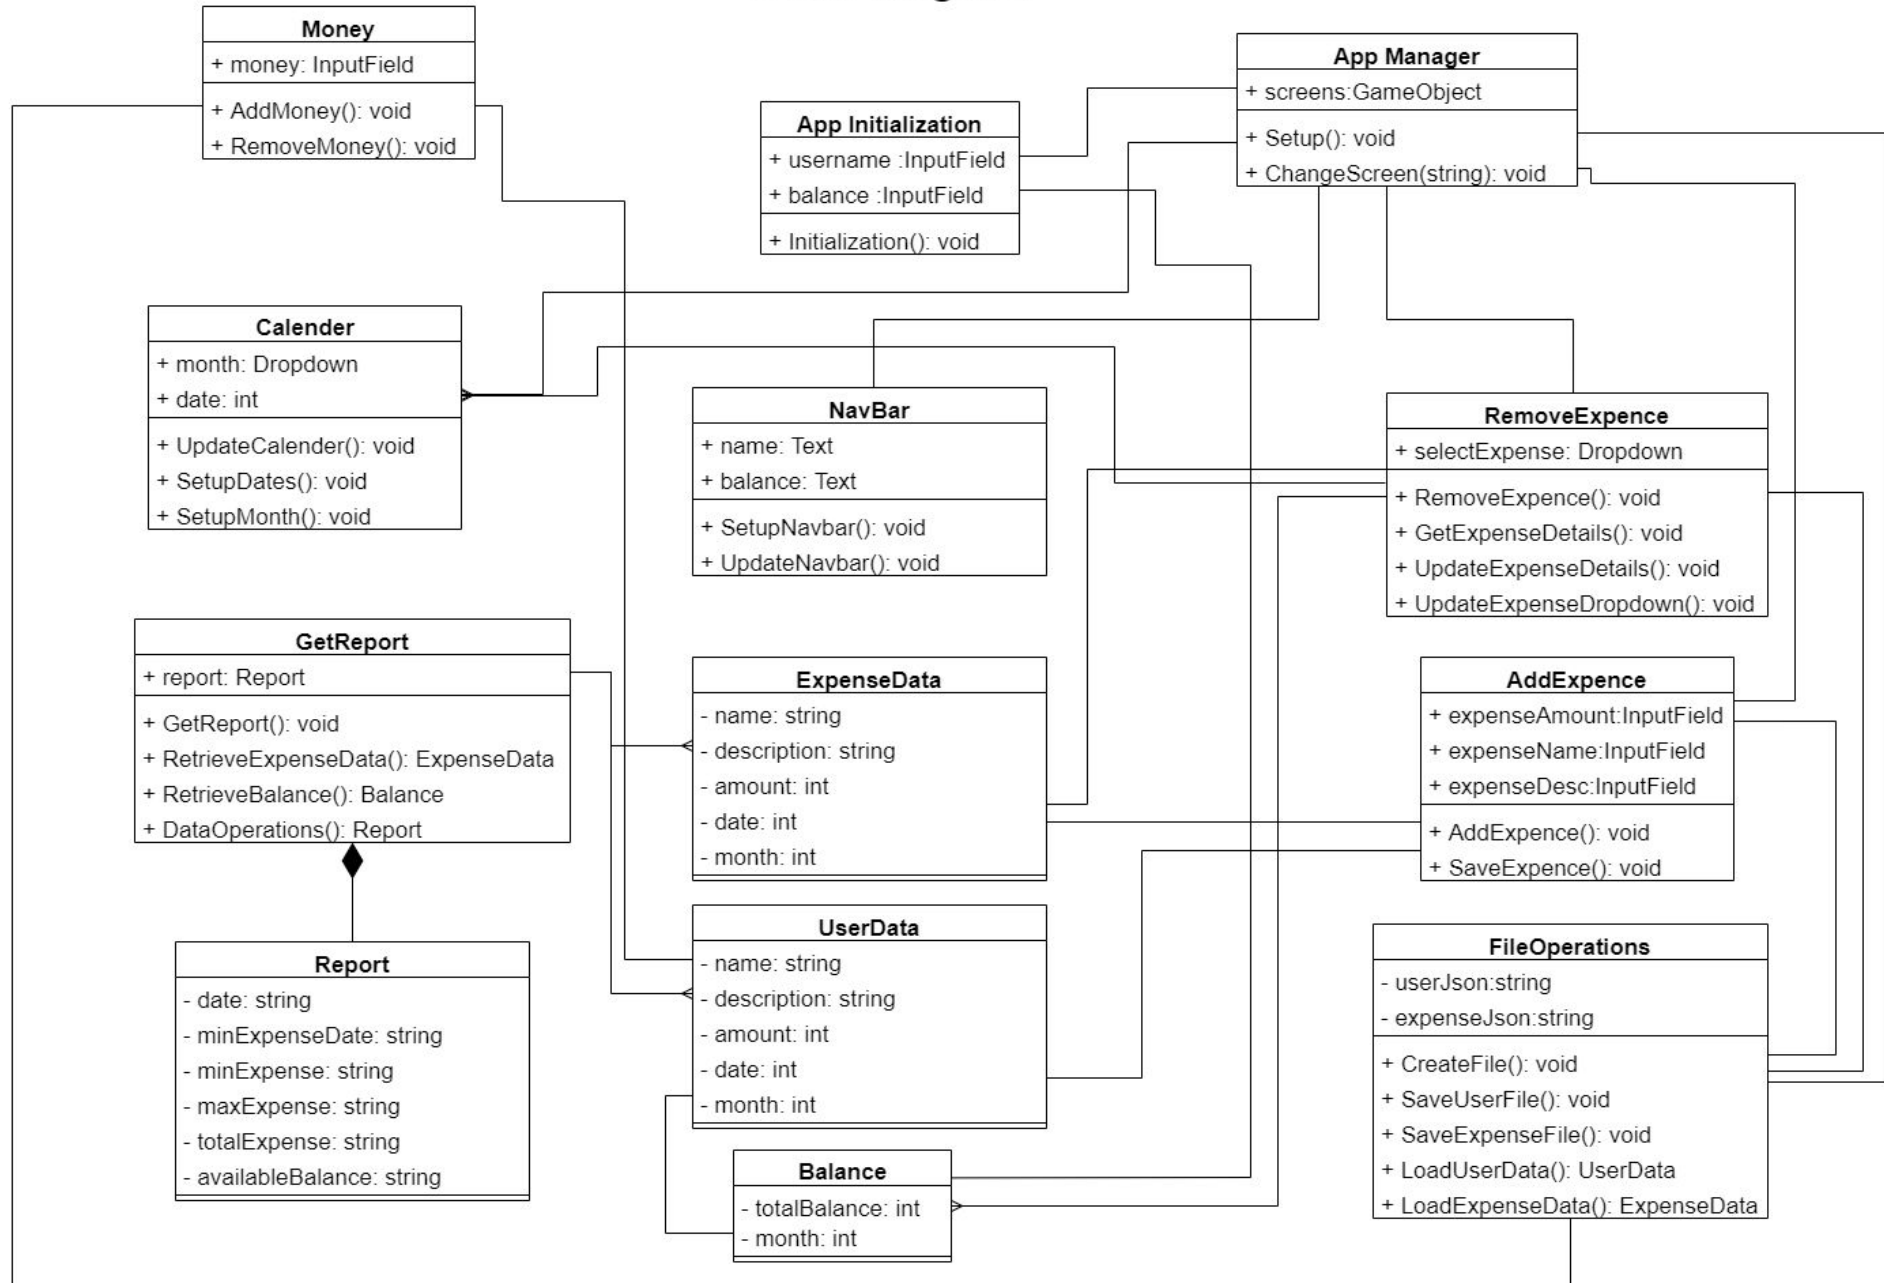 Money
+ money: InputField
+ AddMoney(): void
+ RemoveMoney(): void
App Manager
+ screens:GameObject
+ Setup(): void
+ ChangeScreen(string): void
App Initialization
+ username :InputField
+ balance :InputField
+ Initialization(): void
Calender
+ month: Dropdown
+ date: int
+ UpdateCalender(): void
+ SetupDates(): void
+ SetupMonth(): void
NavBar
+ name: Text
+ balance: Text
+ SetupNavbar(): void
+ UpdateNavbar(): void
RemoveExpence
+ selectExpense: Dropdown
+ RemoveExpence(): void
+ GetExpenseDetails(): void
+ UpdateExpenseDetails(): void
+ UpdateExpenseDropdown(): void
GetReport
+ report: Report
+ GetReport(): void
+ RetrieveExpenseData(): ExpenseData
+ RetrieveBalance(): Balance
+ DataOperations(): Report
ExpenseData
- name: string
- description: string
- amount: int
- date: int
- month: int
AddExpence
+ expenseAmount:InputField
+ expenseName:InputField
+ expenseDesc:InputField
+ AddExpence(): void
+ SaveExpence(): void
Report
- date: string
- minExpenseDate: string
- minExpense: string
- maxExpense: string
- totalExpense: string
- availableBalance: string
UserData
- name: string
- description: string
- amount: int
- date: int
- month: int
FileOperations
- userJson:string
- expenseJson:string
+ CreateFile(): void
+ SaveUserFile(): void
+ SaveExpenseFile(): void
+ LoadUserData(): UserData
+ LoadExpenseData(): ExpenseData
Balance
- totalBalance: int
- month: int